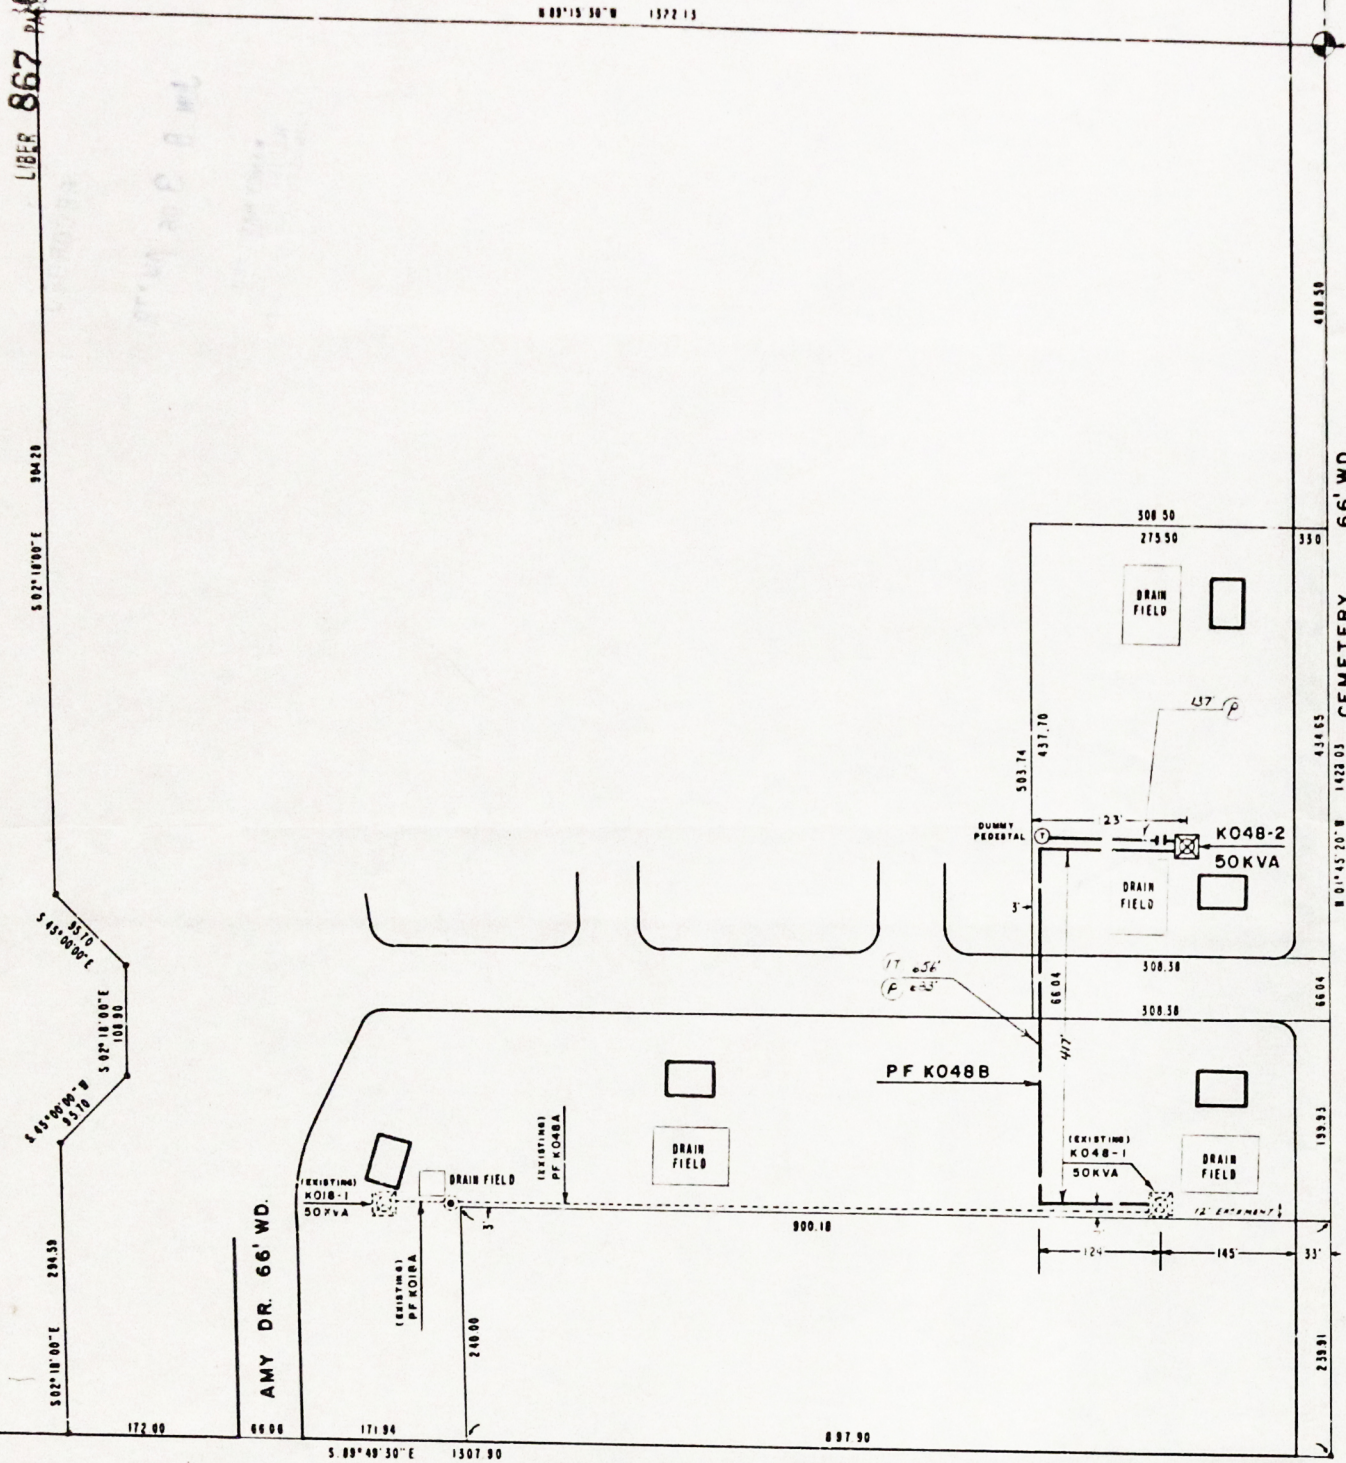 LIBER 867
N 89°15'30" W 1372.13
488.50
904.20
S 02°18'00" E
CEMETERY 66' WD.
308.50
275.50
33.0
DRAIN
FIELD
137' P
437.70
503.74
434.65
N 01°45'20" W 1428.03
123'
DUMMY
PEDESTAL
T
K048-2
50KVA
DRAIN
FIELD
3'
95.70
S 45°00'00" E
S 02°18'00" E
108.90
308.38
66.04
66.04
308.38
417'
PF K048B
S 45°00'00" W
95.70
199.93
(EXISTING)
PF K048A
DRAIN
FIELD
(EXISTING)
K048-1
50KVA
DRAIN
FIELD
(EXISTING)
K018-1
50KVA
DRAIN FIELD
3'
900.18
12' EASEMENT
124'
145'
33'
(EXISTING)
PF K018A
240.00
239.91
294.59
S 02°18'00" E
AMY DR. 66' WD.
172.00
66.06
171.94
897.90
S. 89°49'30" E 1307.90